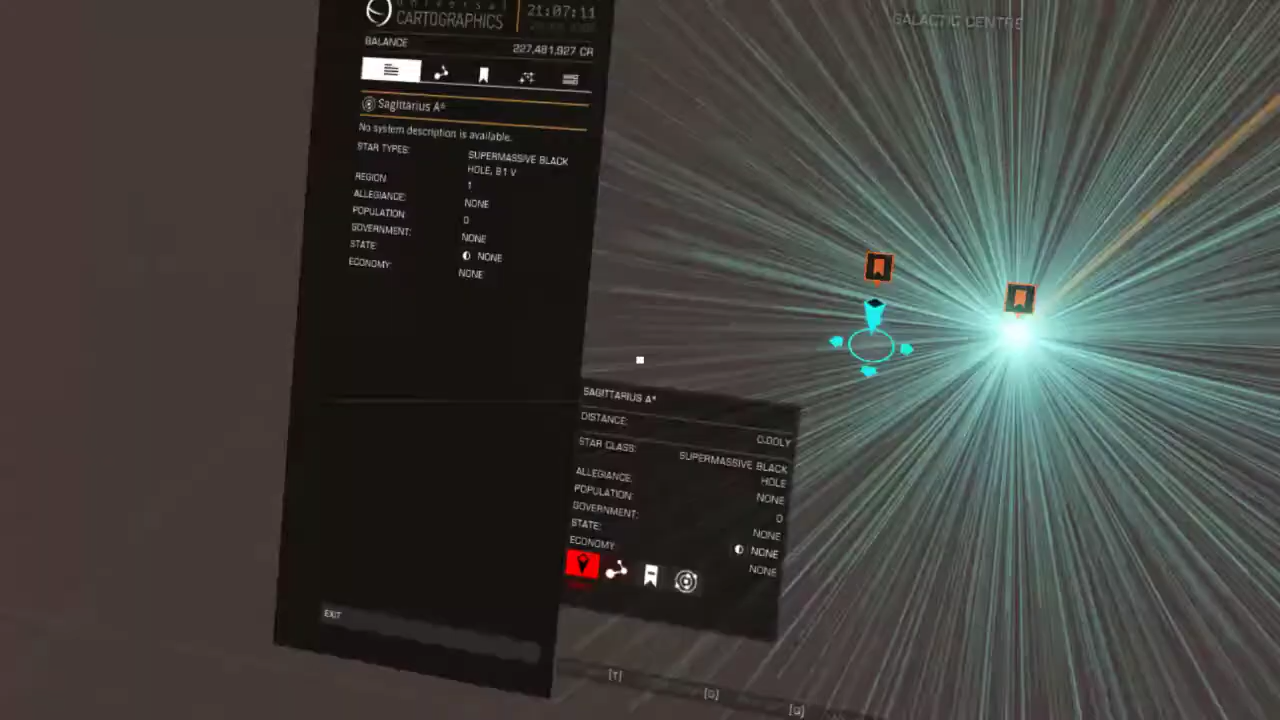 universal
CARTOGRAPHICS
21:07:11
BALANCE
227,481,927 CR
Sagittarius A*
No system description is available.
STAR TYPES: SUPERMASSIVE BLACK
HOLE, B1 V
REGION: 1
ALLEGIANCE: NONE
POPULATION: 0
GOVERNMENT: NONE
STATE: NONE
ECONOMY: NONE
EXIT
GALACTIC CENTRE
SAGITTARIUS A*
DISTANCE: 0.00LY
STAR CLASS: SUPERMASSIVE BLACK
HOLE
ALLEGIANCE: NONE
POPULATION: 0
GOVERNMENT: NONE
STATE: NONE
ECONOMY: NONE
[T]